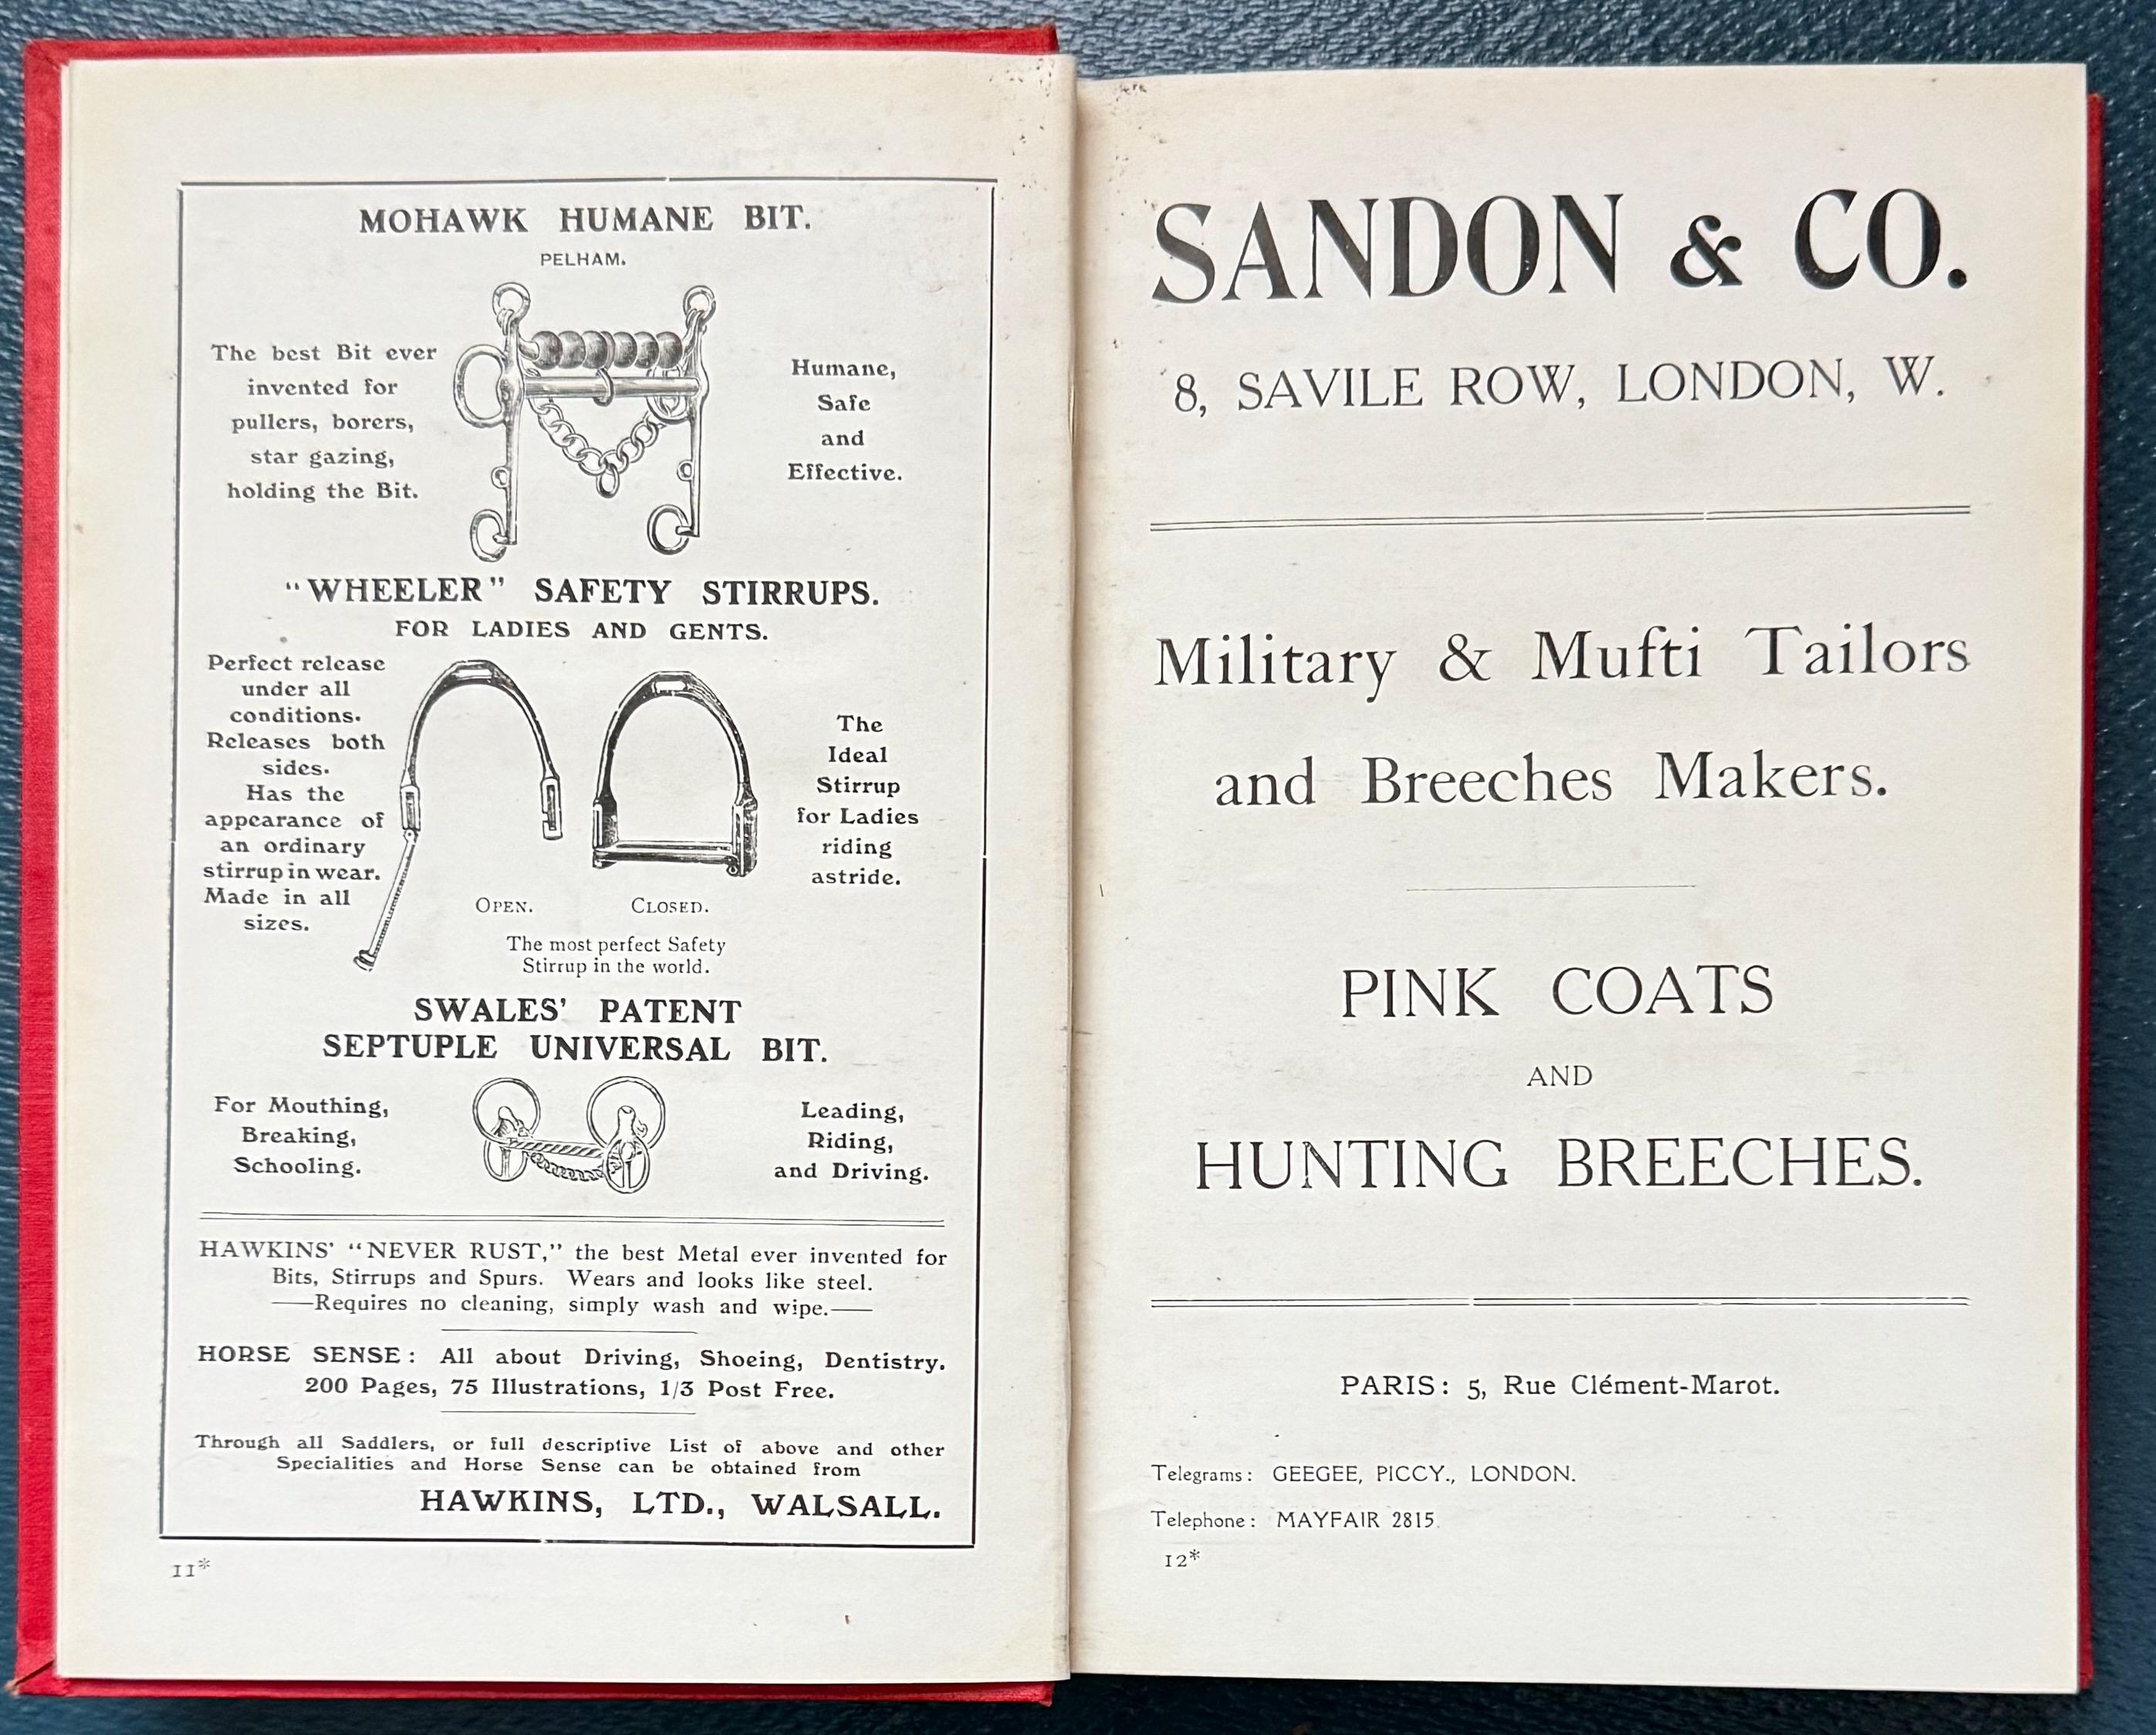 MOHAWK HUMANE BIT.
PELHAM.
The best Bit ever
invented for
pullers, borers,
star gazing,
holding the Bit.
Humane,
Safe
and
Effective.
“WHEELER” SAFETY STIRRUPS.
FOR LADIES AND GENTS.
Perfect release
under all
conditions.
Releases both
sides.
Has the
appearance of
an ordinary
stirrup in wear.
Made in all
sizes.
The
Ideal
Stirrup
for Ladies
riding
astride.
OPEN. CLOSED.
The most perfect Safety
Stirrup in the world.
SWALES’ PATENT
SEPTUPLE UNIVERSAL BIT.
For Mouthing,
Breaking,
Schooling.
Leading,
Riding,
and Driving.
HAWKINS’ “NEVER RUST,” the best Metal ever invented for
Bits, Stirrups and Spurs. Wears and looks like steel.
——Requires no cleaning, simply wash and wipe.——
HORSE SENSE: All about Driving, Shoeing, Dentistry.
200 Pages, 75 Illustrations, 1/3 Post Free.
Through all Saddlers, or full descriptive List of above and other
Specialities and Horse Sense can be obtained from
HAWKINS, LTD., WALSALL.
11*
SANDON & CO.
8, SAVILE ROW, LONDON, W.
Military & Mufti Tailors
and Breeches Makers.
PINK COATS
AND
HUNTING BREECHES.
PARIS: 5, Rue Clément-Marot.
Telegrams: GEEGEE, PICCY., LONDON.
Telephone: MAYFAIR 2815.
12*